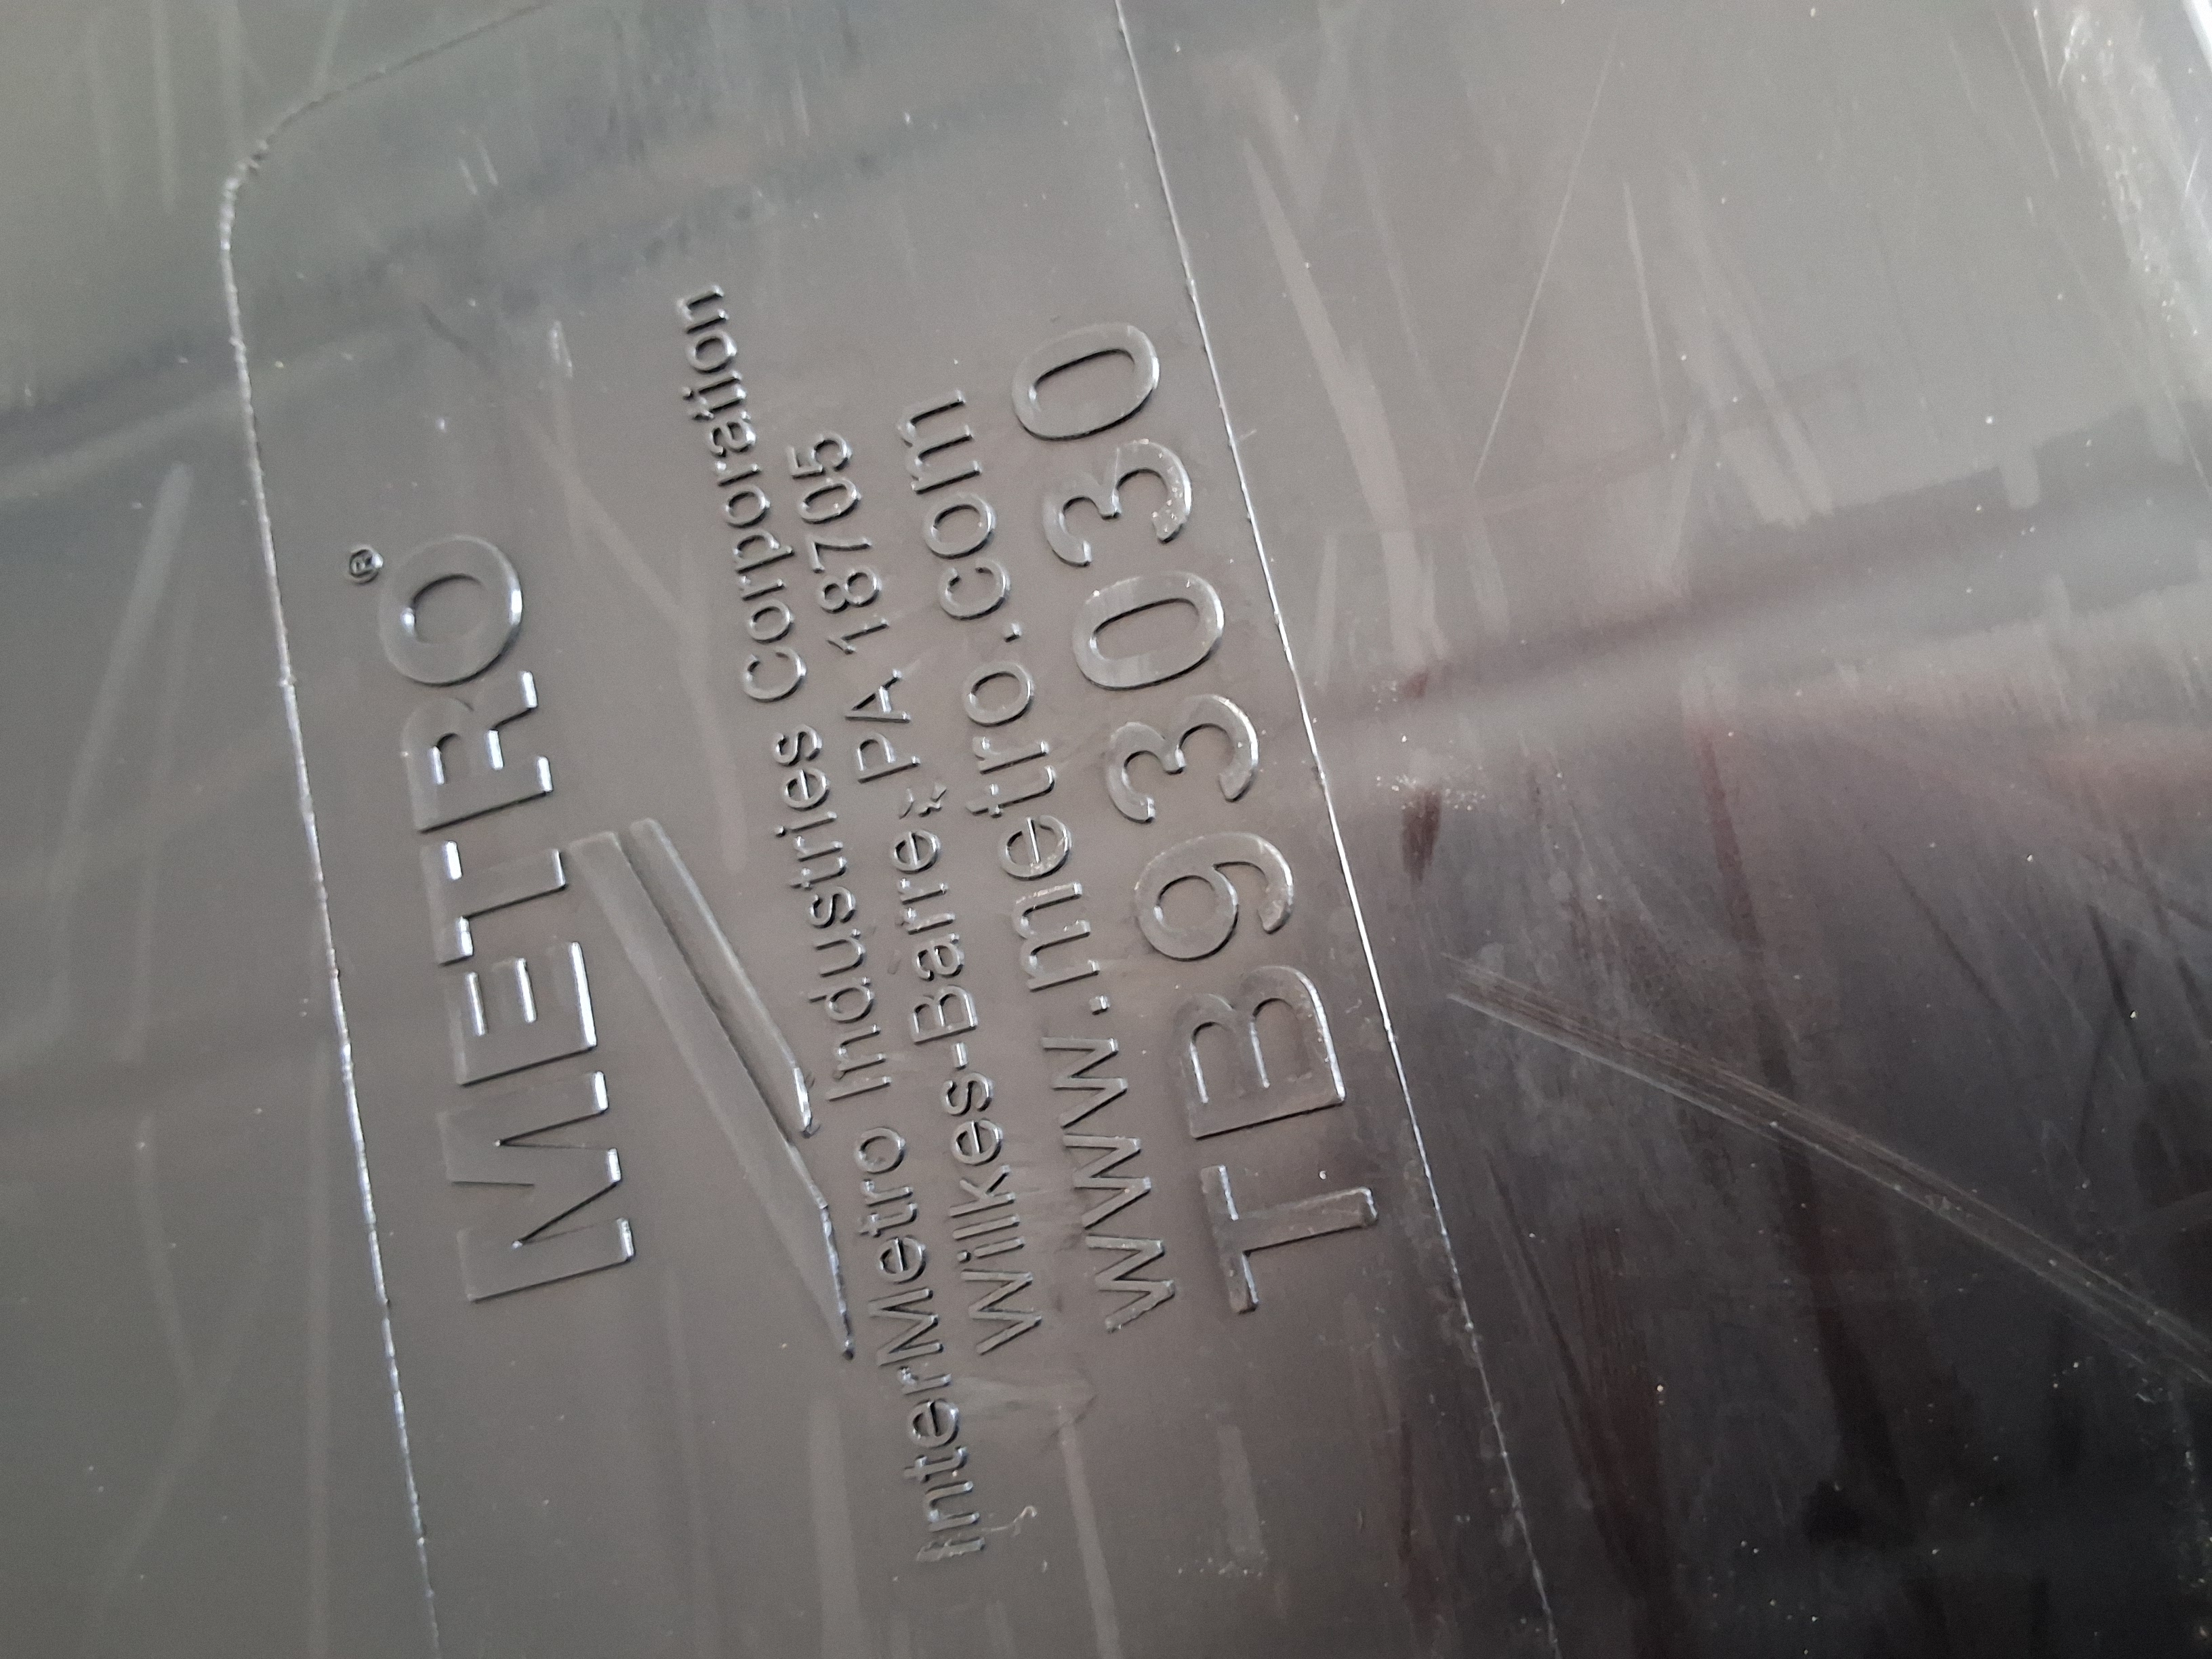 METRO®
InterMetro Industries Corporation
Wilkes-Barre, PA 18705
www.metro.com
TB93030